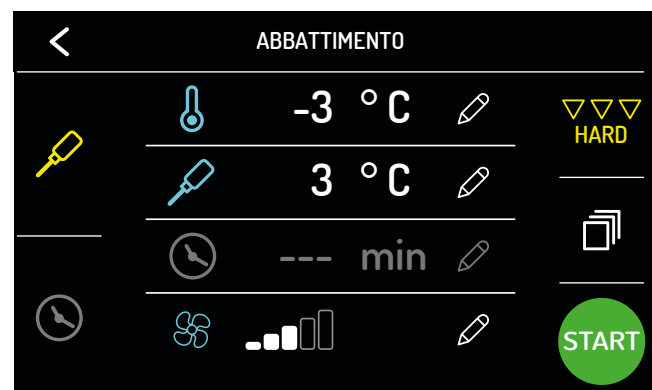 ABBATTIMENTO
-3 °C
HARD
3 °C
--- min
START